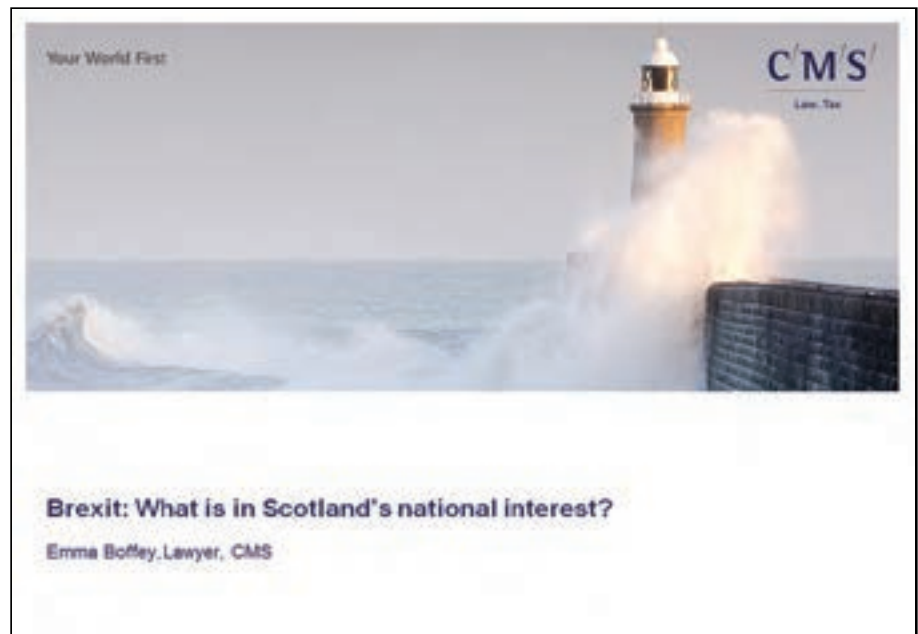 Your World First
C/M/S/
Law. Tax
Brexit: What is in Scotland's national interest?
Emma Boffey, Lawyer, CMS